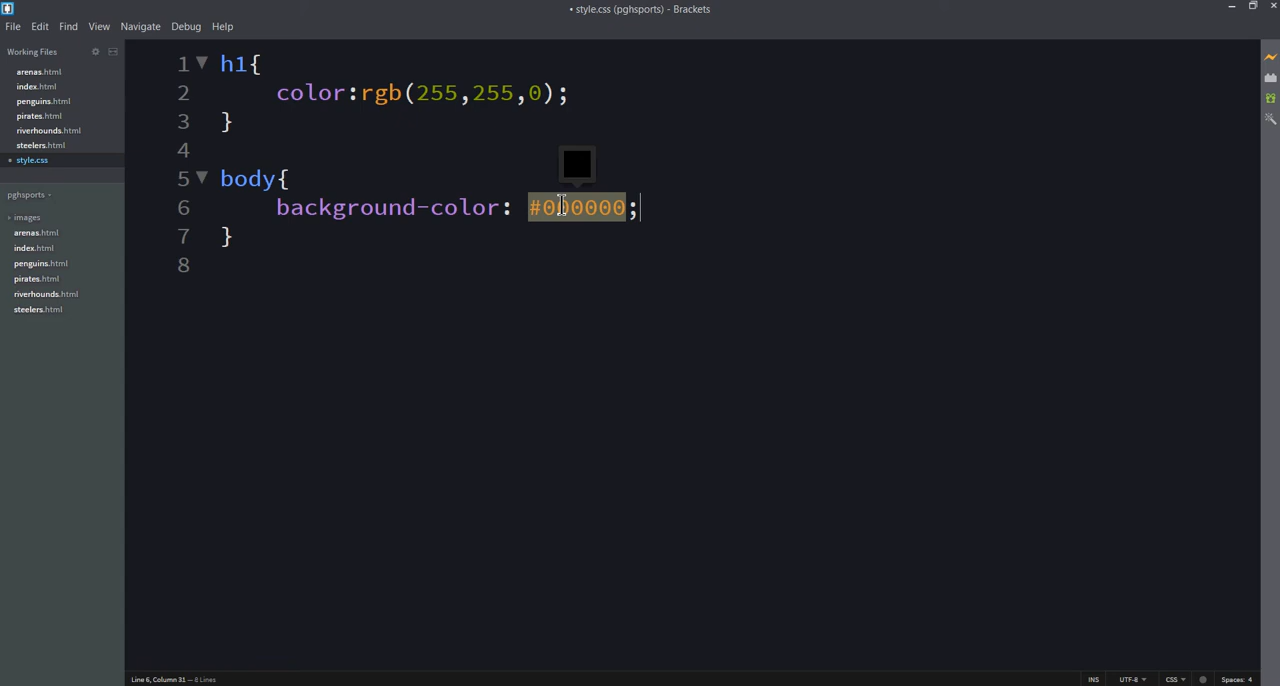 • style.css (pghsports) - Brackets
File Edit Find View Navigate Debug Help
Working Files
arenas.html
index.html
penguins.html
pirates.html
riverhounds.html
steelers.html
• style.css
pghsports
images
arenas.html
index.html
penguins.html
pirates.html
riverhounds.html
steelers.html
1 h1{
2 color:rgb(255,255,0);
3 }
4
5 body{
6 background-color: #000000;
7 }
8
Line 6, Column 31 — 8 Lines
INS UTF-8 CSS Spaces: 4